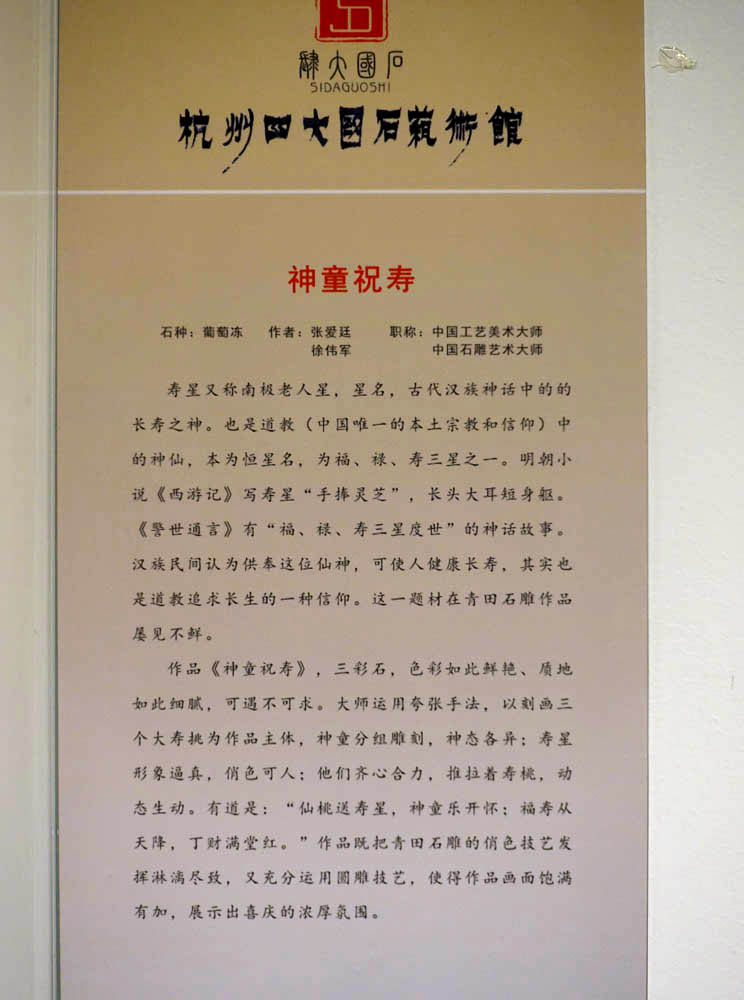 肆大國石
SIDAGUOSHI
杭州四大國石藝術館
神童祝寿
石种：葡萄冻 作者：张爱廷 职称：中国工艺美术大师
徐伟军 中国石雕艺术大师
寿星又称南极老人星，星名，古代汉族神话中的的
长寿之神。也是道教（中国唯一的本土宗教和信仰）中
的神仙，本为恒星名，为福、禄、寿三星之一。明朝小
说《西游记》写寿星“手捧灵芝”，长头大耳短身躯。
《警世通言》有“福、禄、寿三星度世”的神话故事。
汉族民间认为供奉这位仙神，可使人健康长寿，其实也
是道教追求长生的一种信仰。这一题材在青田石雕作品
屡见不鲜。
作品《神童祝寿》，三彩石，色彩如此鲜艳、质地
如此细腻，可遇不可求。大师运用夸张手法，以刻画三
个大寿挑为作品主体，神童分组雕刻，神态各异；寿星
形象逼真，俏色可人；他们齐心合力，推拉着寿桃，动
态生动。有道是：“仙桃送寿星，神童乐开怀；福寿从
天降，丁财满堂红。”作品既把青田石雕的俏色技艺发
挥淋漓尽致，又充分运用圆雕技艺，使得作品画面饱满
有加，展示出喜庆的浓厚氛围。